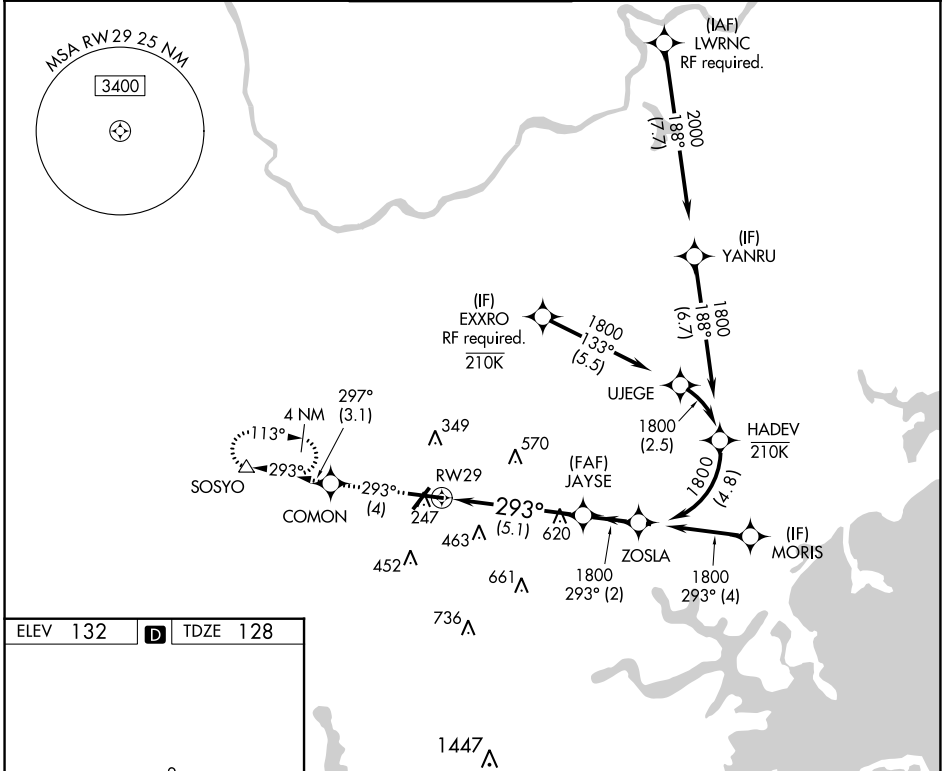 MSA RW29 25 NM
3400
(IAF)
LWRNC
RF required.
2000
188°
(7.7)
(IF)
YANRU
1800
188°
(6.7)
(IF)
EXXRO
RF required.
210K
1800
133°
(5.5)
UJEGE
1800
(2.5)
HADEV
210K
1800
(4.8)
297°
(3.1)
4 NM
113°
293°
SOSYO
COMON
293°
(4)
349
570
RW29
247
463
452
293°
(5.1)
(FAF)
JAYSE
620
661
736
ZOSLA
1800
293° (2)
1800
293° (4)
(IF)
MORIS
ELEV 132 D TDZE 128
1447